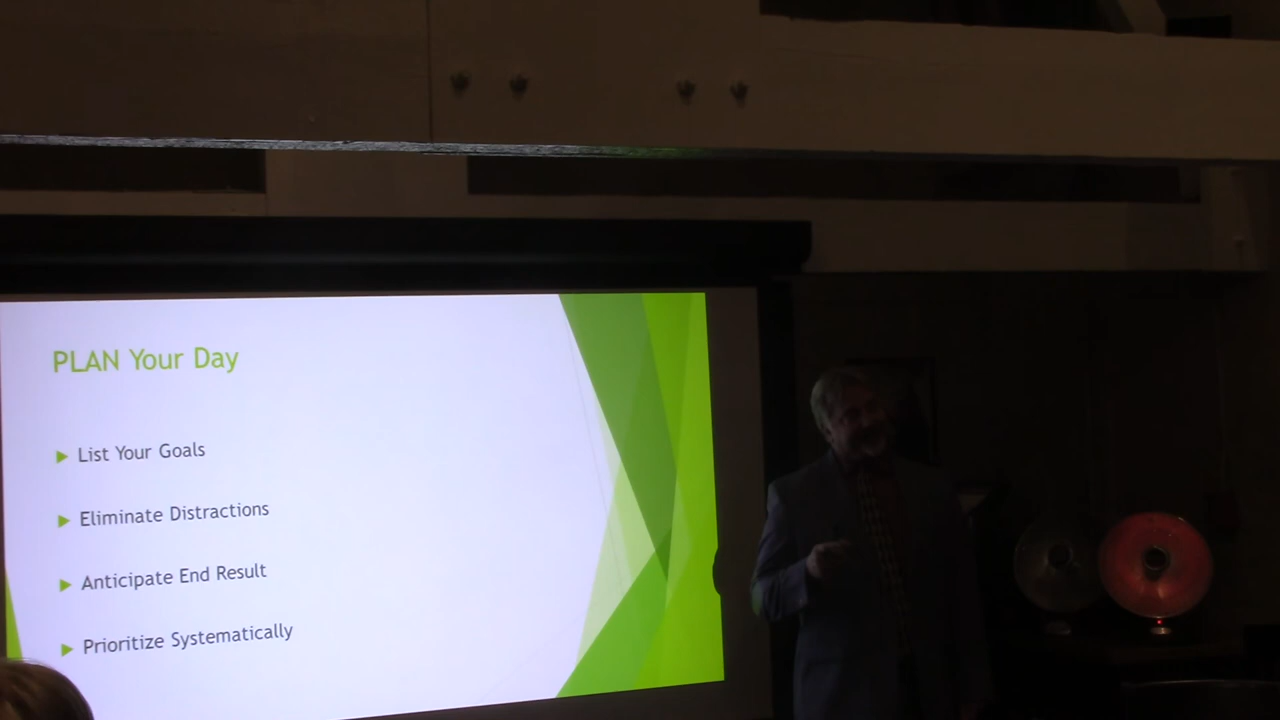 PLAN Your Day
List Your Goals
Eliminate Distractions
Anticipate End Result
Prioritize Systematically